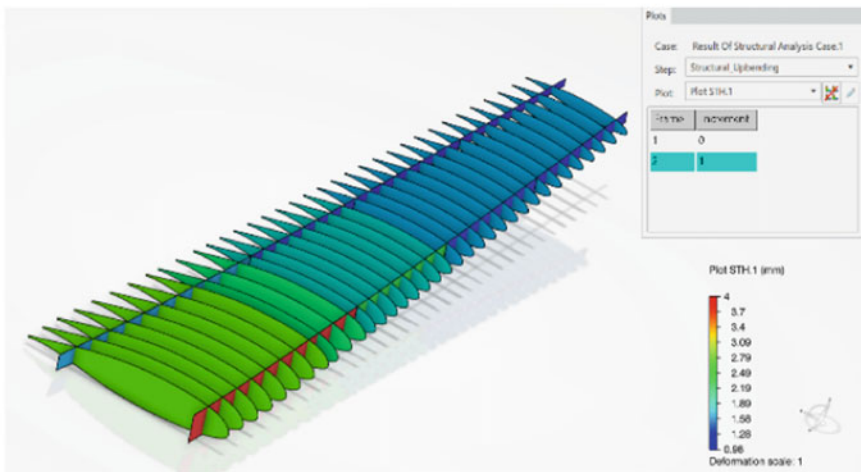 Plots
Case: Result Of Structural Analysis Case.1
Step: Structural_Upbending
Plot: Plot STH.1
Frame Increment
1 0
2 1
Plot STH.1 (mm)
4
3.7
3.4
3.09
2.79
2.49
2.19
1.89
1.58
1.28
0.98
Deformation scale: 1